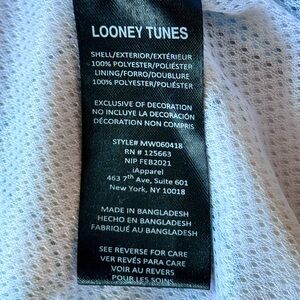 LOONEY TUNES
SHELL/EXTERIOR/EXTÉRIEUR
100% POLYESTER/POLIÉSTER
LINING/FORRO/DOUBLURE
100% POLYESTER/POLIÉSTER
EXCLUSIVE OF DECORATION
NO INCLUYE LA DECORACIÓN
DÉCORATION NON COMPRIS
STYLE# MW060418
RN # 125663
NIP FEB2021
iApparel
463 7th Ave, Suite 601
New York, NY 10018
MADE IN BANGLADESH
HECHO EN BANGLADESH
FABRIQUÉ AU BANGLADESH
SEE REVERSE FOR CARE
VER REVÉS PARA CARE
VOIR AU REVERS
POUR LES SOINS